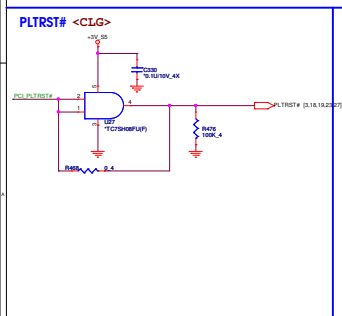 PLTRST# <CLG>
+3V_S5
C330
*0.1U/10V_4X
PCI_PLTRST#
2
1
5
4
3
U27
*TC7SH08FU(F)
PLTRST# [3,18,19,23,27]
R476
100K_4
R468
0_4
A